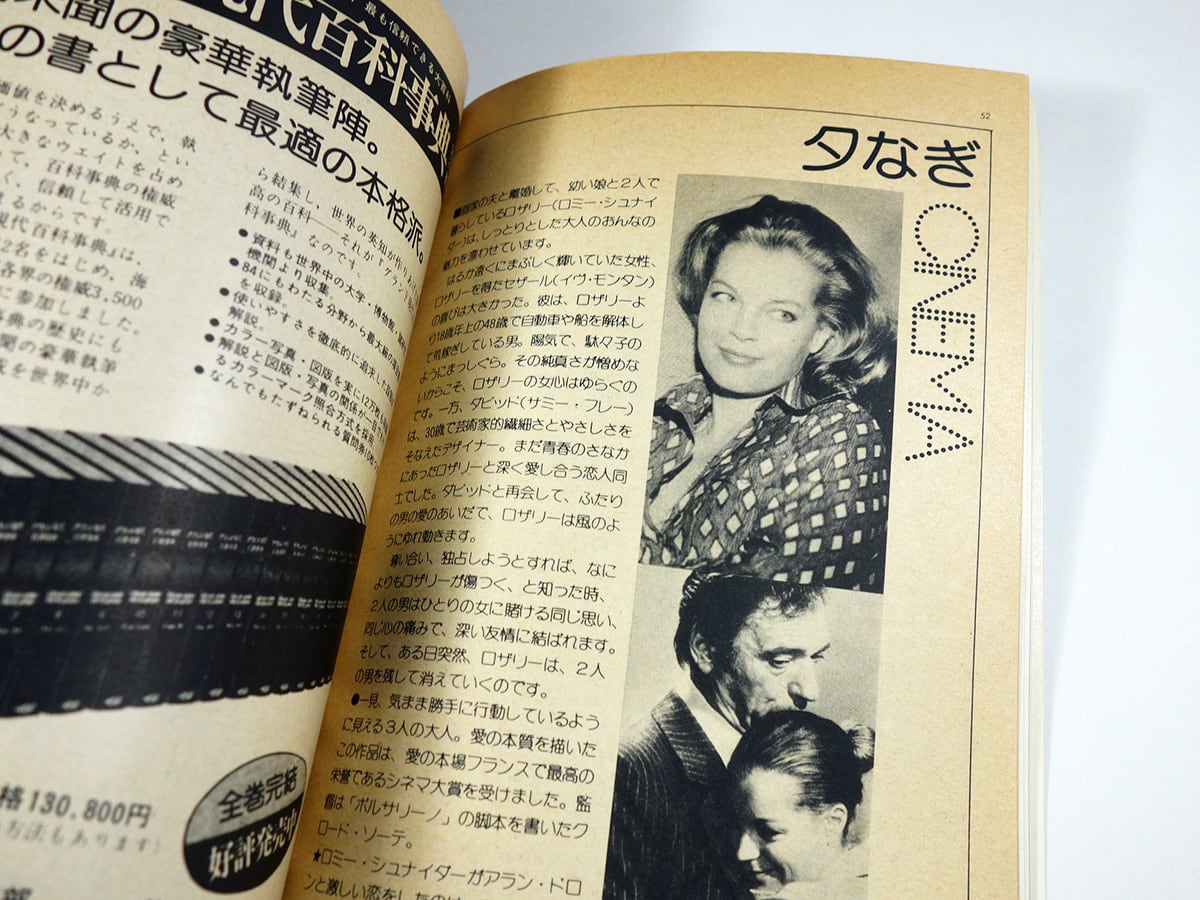 最も信頼できる大百科
代百科事典
聞の豪華執筆陣。
の書として最適の本格派。
価値を決めるうえで，執
うなっているか，とい
大きなウエイトを占め
て，百科事典の権威
く，信頼して活用で
るからです。
現代百科事典』は，
2名をはじめ，海
各界の権威3,500
に参加しました。
事典の歴史にも
聞の豪華執筆
版を世界中か
ら結集し，世界の英知が作りあ
高の百科――それが『グランド
科事典』なのです。
●資料も世界中の大学・博物館・
機関より収集。
●84にもわたる分野から最大級の
を収録。
●使いやすさを徹底的に追求した
解説。
●カラー写真・図版を実に12万
●解説と図版・写真の関係が一目で
るカラーマーク照合方式を採用
●なんでもたずねられる質問券
格130,800円
方法もあります)
全巻完結
好評発売中
部
52
夕なぎ
CINEMA
■画家の夫と離婚して、幼い娘と2人で
暮らしているロザリー(ロミー・シュナイ
ダー)は、しっとりとした大人のおんなの
魅力を漂わせています。
はるか遠くにまぶしく輝いていた女性、
ロザリーを得たセザール(イヴ・モンタン)
の喜びは大きかった。彼は、ロザリーよ
り18歳年上の48歳で自動車や船を解体し
て荒稼ぎしている男。陽気で、駄々子の
ようにまっしぐら。その純真さが憎めな
いからこそ、ロザリーの女心はゆらぐの
です。一方、ダビッド(サミー・フレー)
は、30歳で芸術家的繊細さとやさしさを
そなえたデザイナー。まだ青春のさなか
にあったロザリーと深く愛し合う恋人同
士でした。ダビッドと再会して、ふたり
の男の愛のあいだで、ロザリーは風のよ
うにゆれ動きます。
奪い合い、独占しようとすれば、なに
よりもロザリーが傷つく、と知った時、
2人の男はひとりの女に賭ける同じ思い、
同じ心の痛みで、深い友情に結ばれます。
そして、ある日突然、ロザリーは、2人
の男を残して消えていくのです。
●一見、気まま勝手に行動しているよう
に見える3人の大人。愛の本質を描いた
この作品は、愛の本場フランスで最高の
栄誉であるシネマ大賞を受けました。監
督は「ボルサリーノ」の脚本を書いたク
ロード・ソーテ。
★ロミー・シュナイダーがアラン・ドロ
ンと激しい恋をしたのは